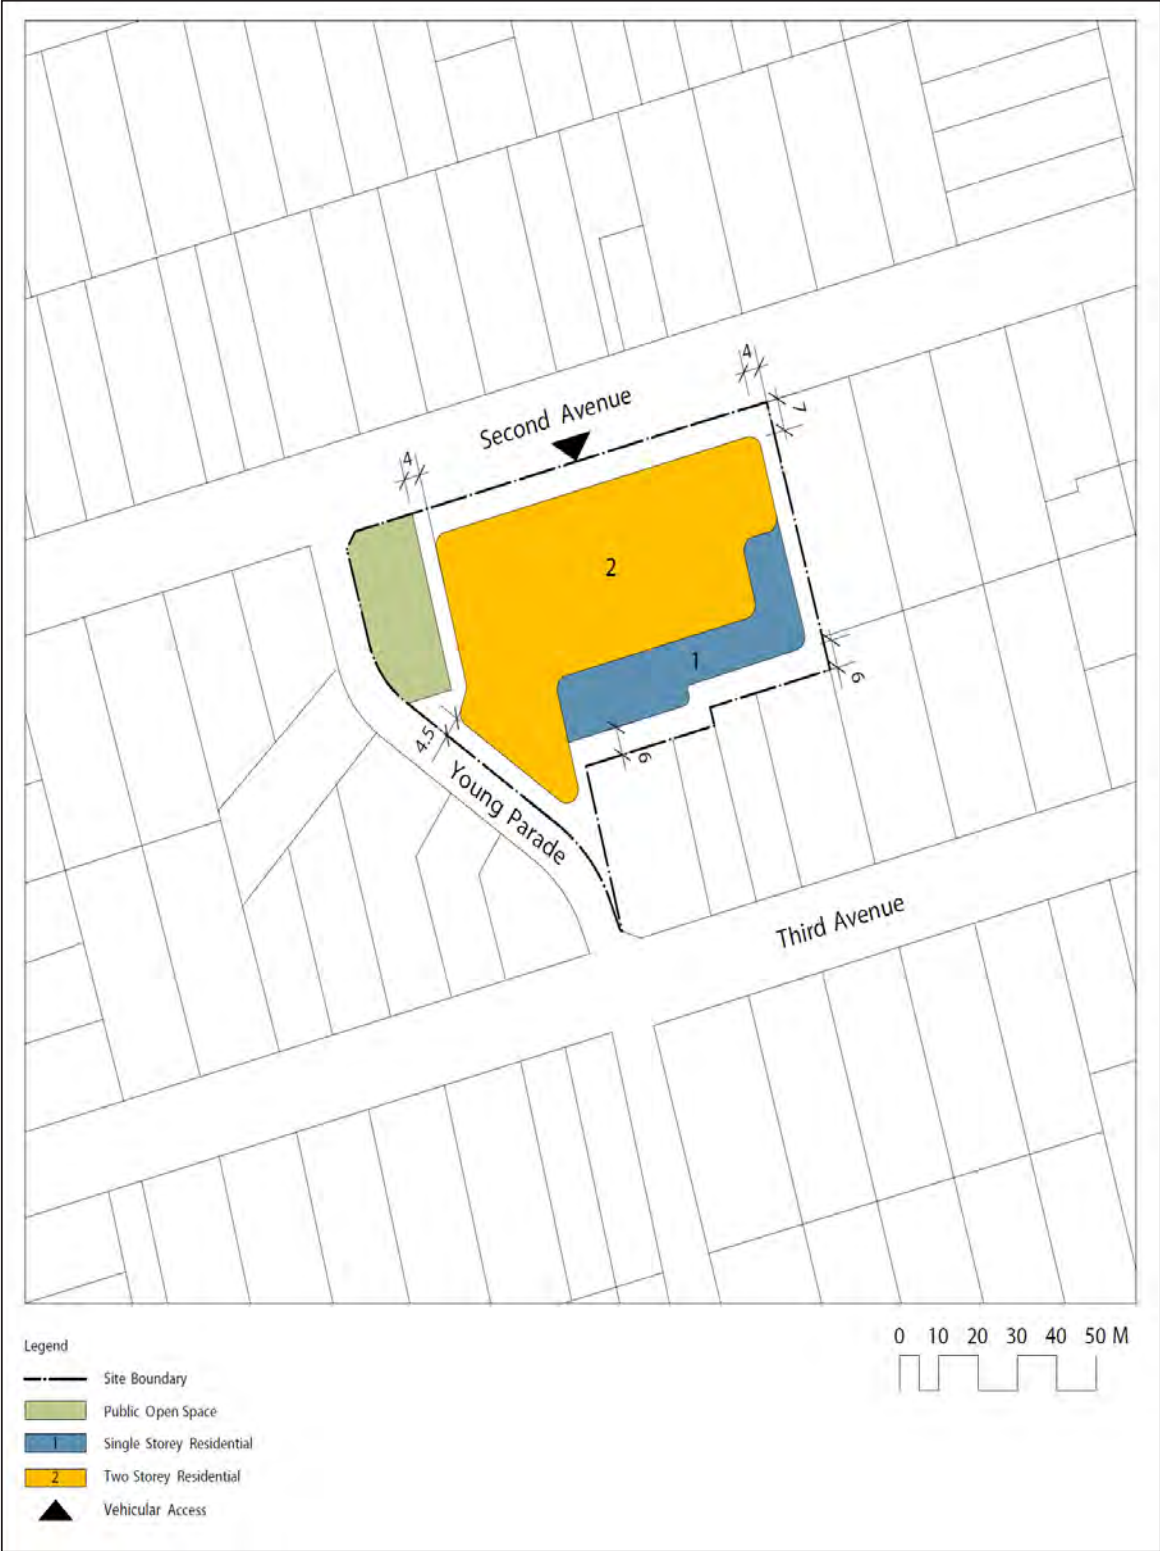 4
7
Second Avenue
4
2
1
6
4.5
6
Young Parade
Third Avenue
0 10 20 30 40 50 M
Legend
Site Boundary
Public Open Space
1 Single Storey Residential
2 Two Storey Residential
Vehicular Access